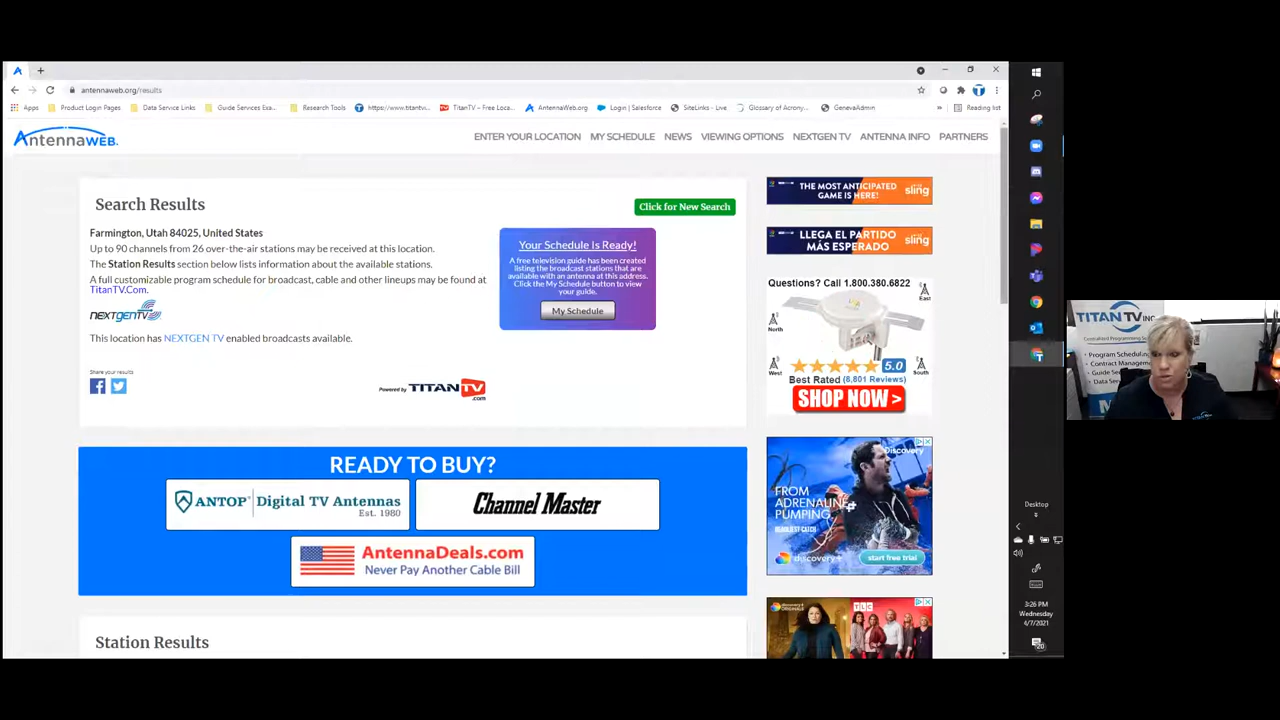 antennaweb.org/results
Apps Product Login Pages Data Service Links Guide Services Exa... Research Tools https://www.titantv... TitanTV – Free Loca... AntennaWeb.org Login | Salesforce SiteLinks - Live Glossary of Acrony... GenevaAdmin » Reading list
AntennaWEB.
ENTER YOUR LOCATION MY SCHEDULE NEWS VIEWING OPTIONS NEXTGEN TV ANTENNA INFO PARTNERS
Search Results
Click for New Search
Farmington, Utah 84025, United States
Up to 90 channels from 26 over-the-air stations may be received at this location.
The Station Results section below lists information about the available stations.
A full customizable program schedule for broadcast, cable and other lineups may be found at
TitanTV.Com.
NEXTGENTV
This location has NEXTGEN TV enabled broadcasts available.
Share your results
Powered by TITANTV
.com
Your Schedule Is Ready!
A free television guide has been created
listing the broadcast stations that are
available with an antenna at this address.
Click the My Schedule button to view
your guide.
My Schedule
READY TO BUY?
ANTOP Digital TV Antennas
Est. 1980
Channel Master
AntennaDeals.com
Never Pay Another Cable Bill
Station Results
THE MOST ANTICIPATED
GAME IS HERE!
sling
LLEGA EL PARTIDO
MÁS ESPERADO
sling
Questions? Call 1.800.380.6822
East
North
West
South
5.0
Best Rated (8,801 Reviews)
SHOP NOW >
Discovery
FROM
ADRENALINE
PUMPING
discovery+
start free trial
discovery+
ORIGINALS
TLC
Desktop
3:26 PM
Wednesday
4/7/2021
20
TITAN TV INC
Program Scheduling
Contract Management
Guide Se
Data Serv